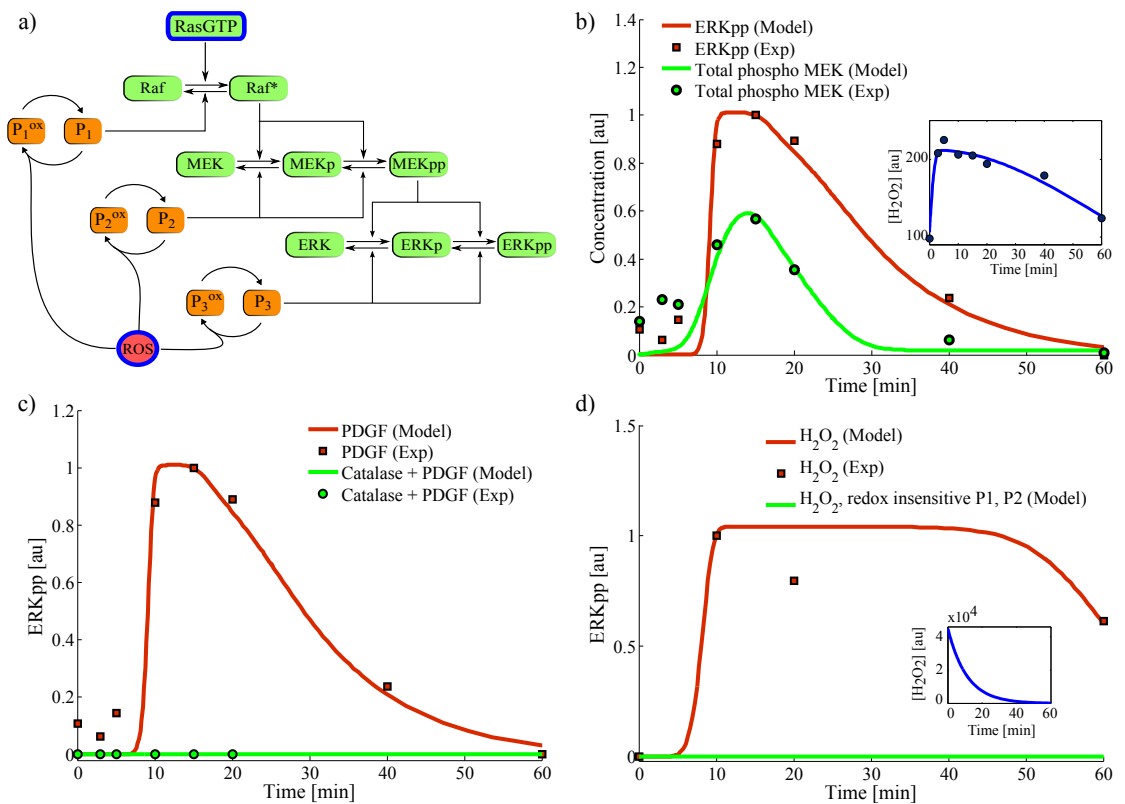 a)
RasGTP
Raf
Raf*
P1ox
P1
MEK
MEKp
MEKpp
P2ox
P2
ERK
ERKp
ERKpp
P3ox
P3
ROS
b)
1.4
1.2
1
0.8
0.6
0.4
0.2
0
Concentration [au]
ERKpp (Model)
ERKpp (Exp)
Total phospho MEK (Model)
Total phospho MEK (Exp)
200
100
[H2O2]
0 10 20 30 40 50 60
Time [min]
0 10 20 30 40 50 60
Time [min]
c)
1.2
1
0.8
0.6
0.4
0.2
0
ERKpp [au]
PDGF (Model)
PDGF (Exp)
Catalase + PDGF (Model)
Catalase + PDGF (Exp)
0 10 20 30 40 50 60
Time [min]
d)
1.5
1
0.5
0
ERKpp [au]
H2O2 (Model)
H2O2 (Exp)
H2O2, redox insensitive P1, P2 (Model)
x10^4
4
2
0
[H2O2] [au]
0 20 40 60
Time [min]
0 10 20 30 40 50 60
Time [min]